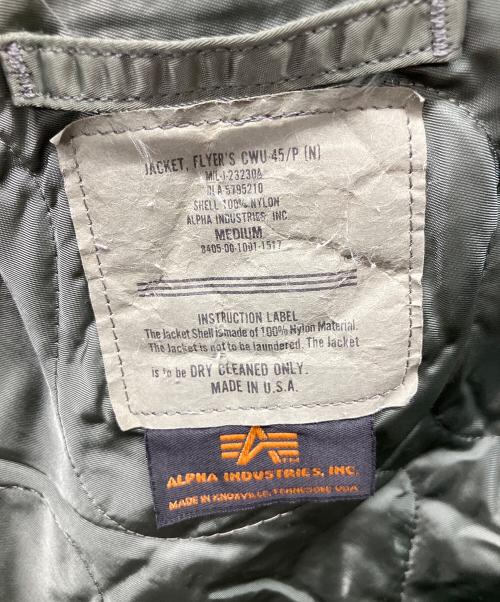 JACKET, FLYER'S CWU 45/P (N)
MIL-J-23230A
DLA 5795210
SHELL 100% NYLON
ALPHA INDUSTRIES, INC.
MEDIUM
8405-00-1001-1517
INSTRUCTION LABEL
The Jacket Shell is made of 100% Nylon Material.
The Jacket is not to be laundered. The Jacket
is to be DRY CLEANED ONLY.
MADE IN U.S.A.
TM
ALPHA INDUSTRIES, INC.
MADE IN KNOXVILLE, TENNESSEE USA